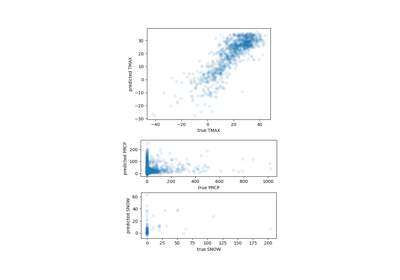 30
20
10
0
−10
−20
−30
predicted TMAX
−40 −20 0 20 40
true TMAX
200
100
0
predicted PRCP
0 200 400 600 800 1000
true PRCP
60
40
20
0
predicted SNOW
0 25 50 75 100 125 150 175 200
true SNOW